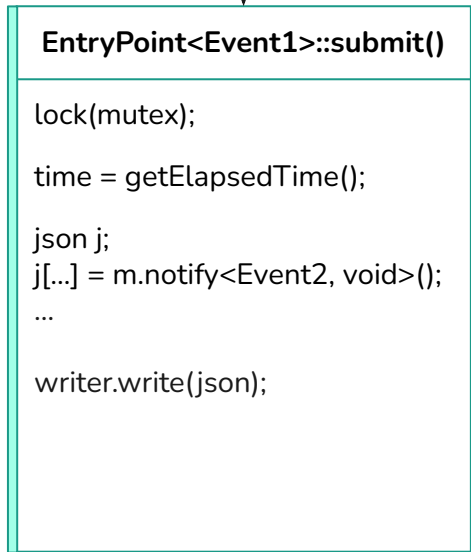 EntryPoint<Event1>::submit()
lock(mutex);
time = getElapsedTime();
json j;
j[...] = m.notify<Event2, void>();
...
writer.write(json);